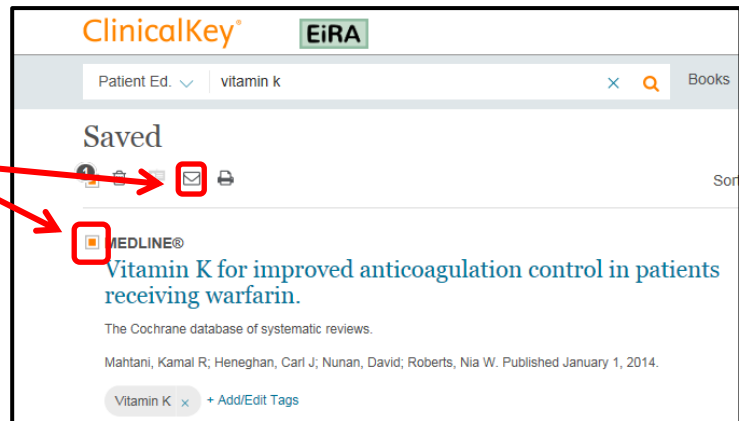 ClinicalKey® EiRA
Patient Ed. vitamin k × Books
Saved
1
Sort
MEDLINE®
Vitamin K for improved anticoagulation control in patients
receiving warfarin.
The Cochrane database of systematic reviews.
Mahtani, Kamal R; Heneghan, Carl J; Nunan, David; Roberts, Nia W. Published January 1, 2014.
Vitamin K × + Add/Edit Tags